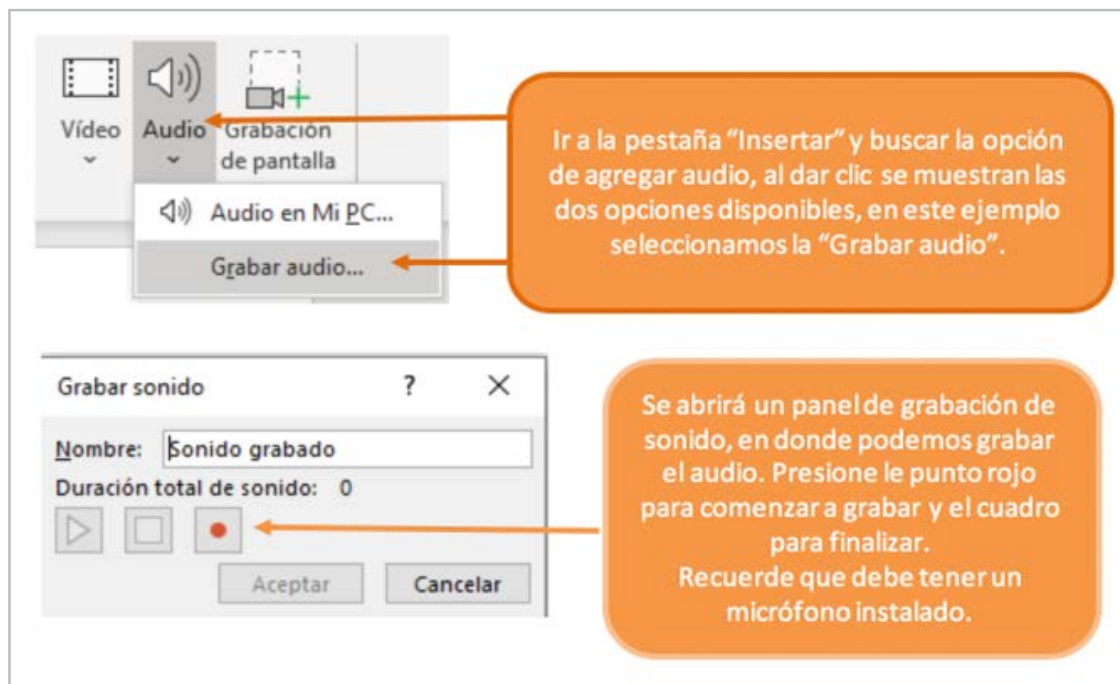 Vídeo
Audio
Grabación
de pantalla
Audio en Mi PC...
Grabar audio...
Ir a la pestaña “Insertar” y buscar la opción
de agregar audio, al dar clic se muestran las
dos opciones disponibles, en este ejemplo
seleccionamos la “Grabar audio”.
Grabar sonido
?
Nombre: Sonido grabado
Duración total de sonido: 0
Aceptar
Cancelar
Se abrirá un panel de grabación de
sonido, en donde podemos grabar
el audio. Presione le punto rojo
para comenzar a grabar y el cuadro
para finalizar.
Recuerde que debe tener un
micrófono instalado.